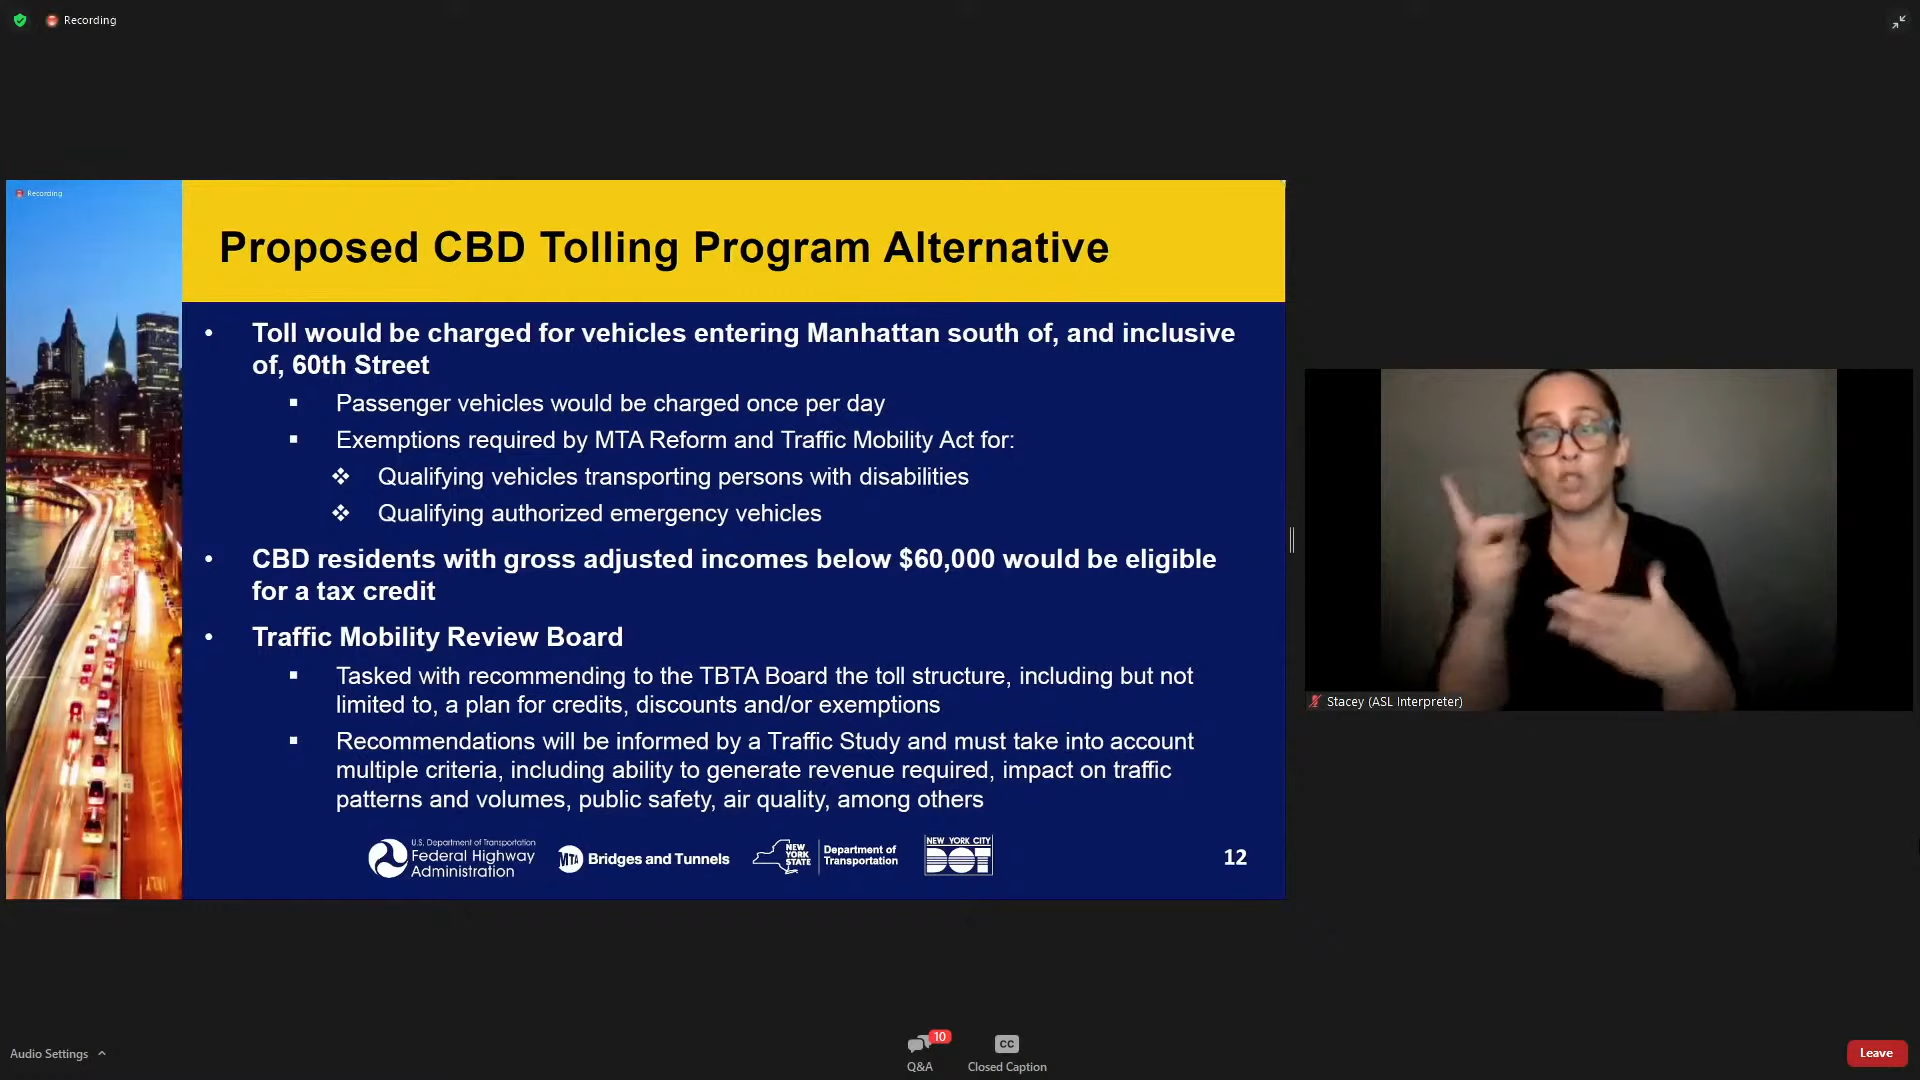 Recording
Recording
Proposed CBD Tolling Program Alternative
• Toll would be charged for vehicles entering Manhattan south of, and inclusive
of, 60th Street
▪ Passenger vehicles would be charged once per day
▪ Exemptions required by MTA Reform and Traffic Mobility Act for:
❖ Qualifying vehicles transporting persons with disabilities
❖ Qualifying authorized emergency vehicles
• CBD residents with gross adjusted incomes below $60,000 would be eligible
for a tax credit
• Traffic Mobility Review Board
▪ Tasked with recommending to the TBTA Board the toll structure, including but not
limited to, a plan for credits, discounts and/or exemptions
▪ Recommendations will be informed by a Traffic Study and must take into account
multiple criteria, including ability to generate revenue required, impact on traffic
patterns and volumes, public safety, air quality, among others
U.S. Department of Transportation
Federal Highway
Administration
MTA Bridges and Tunnels
NEW
YORK
STATE
Department of
Transportation
NEW YORK CITY
DOT
12
Stacey (ASL Interpreter)
Audio Settings
10
Q&A
CC
Closed Caption
Leave